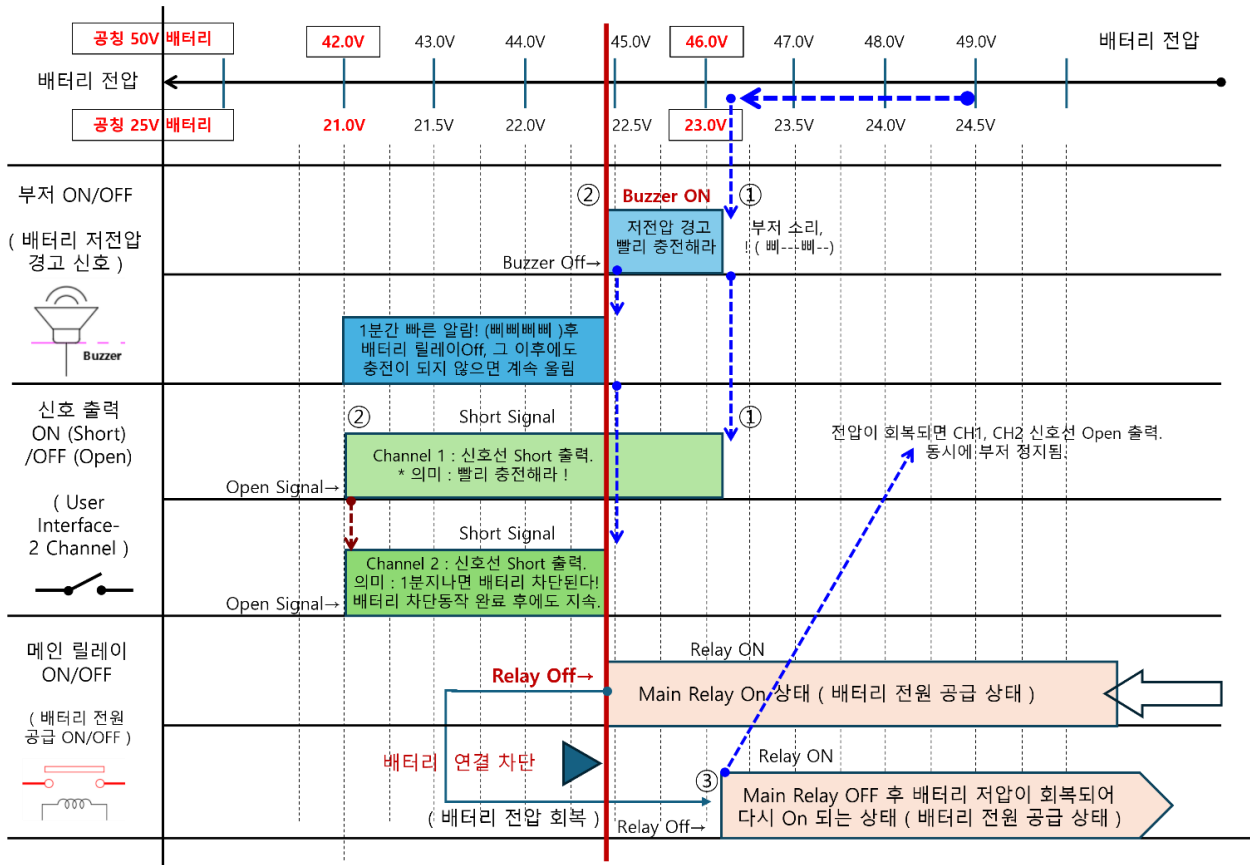 공칭 50V 배터리
42.0V
43.0V
44.0V
45.0V
46.0V
47.0V
48.0V
49.0V
배터리 전압
배터리 전압
공칭 25V 배터리
21.0V
21.5V
22.0V
22.5V
23.0V
23.5V
24.0V
24.5V
부저 ON/OFF
( 배터리 저전압
경고 신호 )
Buzzer
② Buzzer ON ①
저전압 경고
빨리 충전해라
부저 소리,
! ( 삐---삐--)
Buzzer Off→
1분간 빠른 알람! (삐삐삐삐 )후
배터리 릴레이Off, 그 이후에도
충전이 되지 않으면 계속 울림
신호 출력
ON (Short)
/OFF (Open)
( User
Interface-
2 Channel )
② Short Signal ①
Channel 1 : 신호선 Short 출력.
* 의미 : 빨리 충전해라 !
Open Signal→
전압이 회복되면 CH1, CH2 신호선 Open 출력.
동시에 부저 정지됨
Short Signal
Channel 2 : 신호선 Short 출력.
의미 : 1분지나면 배터리 차단된다!
배터리 차단동작 완료 후에도 지속.
Open Signal→
메인 릴레이
ON/OFF
( 배터리 전원
공급 ON/OFF )
Relay ON
Relay Off→
Main Relay On 상태 ( 배터리 전원 공급 상태 )
배터리 연결 차단
Relay ON
③
Main Relay OFF 후 배터리 저압이 회복되어
다시 On 되는 상태 ( 배터리 전원 공급 상태 )
( 배터리 전압 회복 )
Relay Off→